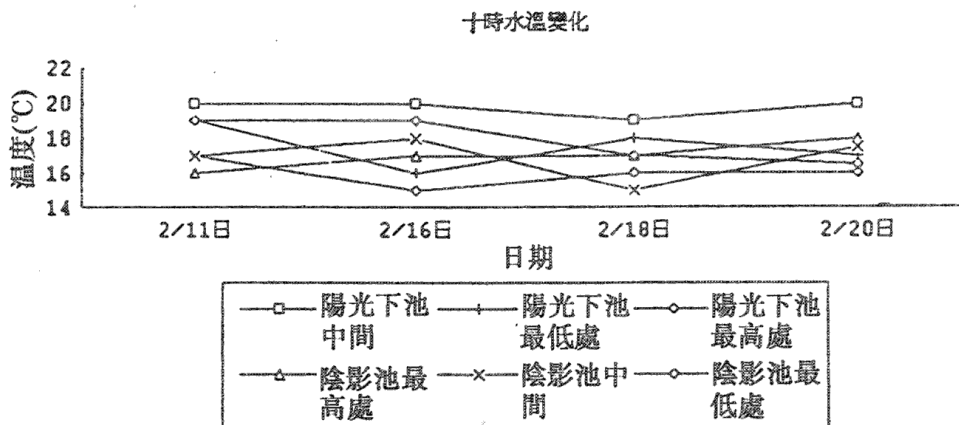 十時水溫變化
22
20
18
16
14
溫度(℃)
2/11日 2/16日 2/18日 2/20日
日期
陽光下池中間
陽光下池最低處
陽光下池最高處
陰影池最高處
陰影池中間
陰影池最低處